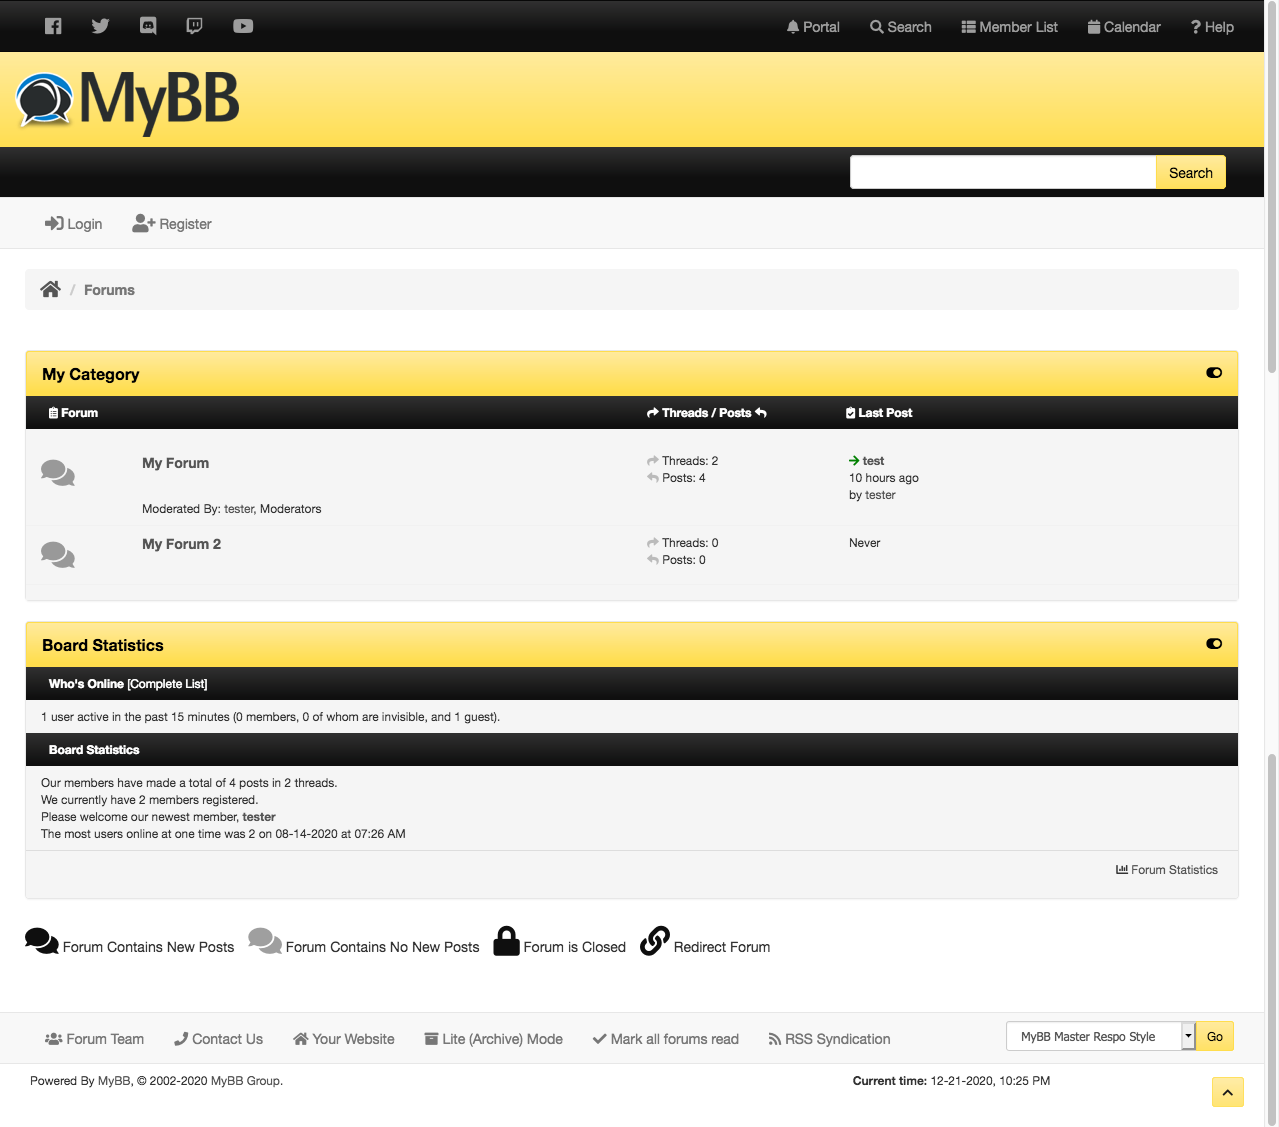 Portal Search Member List Calendar Help
MyBB
Search
Login Register
/ Forums
My Category
Forum Threads / Posts Last Post
My Forum Threads: 2 test
Posts: 4 10 hours ago
by tester
Moderated By: tester, Moderators
My Forum 2 Threads: 0 Never
Posts: 0
Board Statistics
Who's Online [Complete List]
1 user active in the past 15 minutes (0 members, 0 of whom are invisible, and 1 guest).
Board Statistics
Our members have made a total of 4 posts in 2 threads.
We currently have 2 members registered.
Please welcome our newest member, tester
The most users online at one time was 2 on 08-14-2020 at 07:26 AM
Forum Statistics
Forum Contains New Posts Forum Contains No New Posts Forum is Closed Redirect Forum
Forum Team Contact Us Your Website Lite (Archive) Mode Mark all forums read RSS Syndication MyBB Master Respo Style Go
Powered By MyBB, © 2002-2020 MyBB Group. Current time: 12-21-2020, 10:25 PM